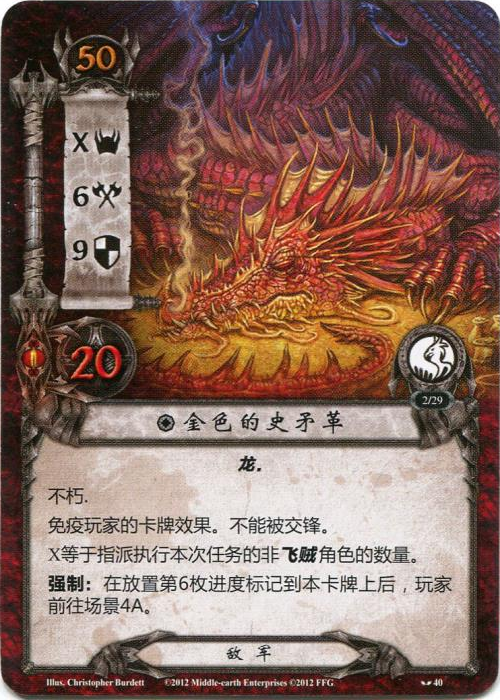 50
X
6
9
20
2/29
金色的史矛革
龙.
不朽.
免疫玩家的卡牌效果。不能被交锋。
X等于指派执行本次任务的非飞贼角色的数量。
强制：在放置第6枚进度标记到本卡牌上后，玩家
前往场景4A。
敌军
Illus. Christopher Burdett ©2012 Middle-earth Enterprises ©2012 FFG 40